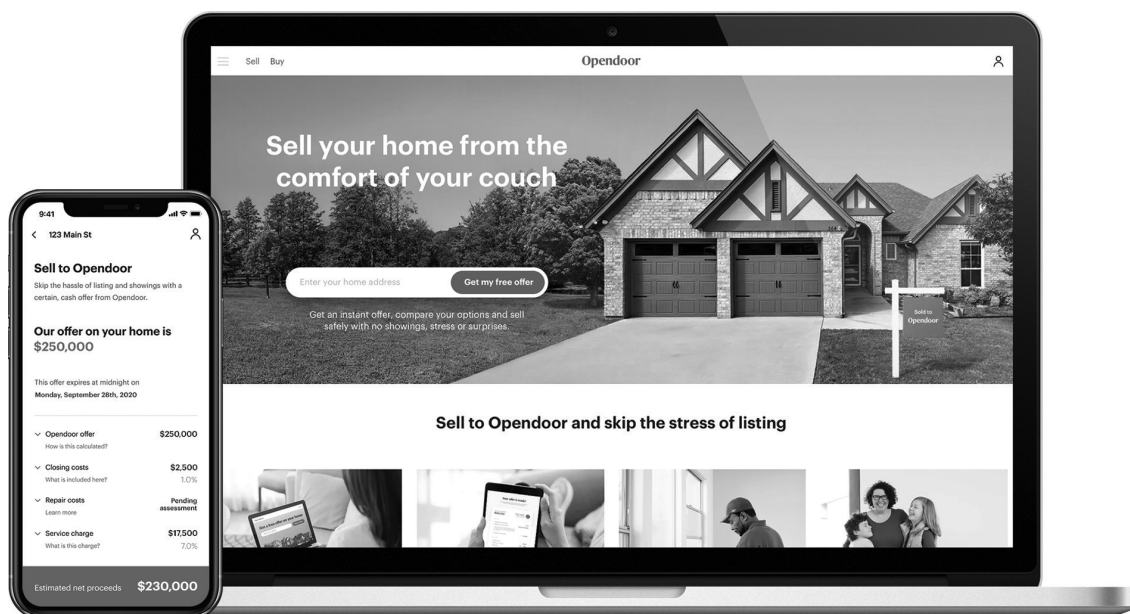 Sell Buy
Opendoor
Sell your home from the
comfort of your couch
Enter your home address
Get my free offer
Get an instant offer, compare your options and sell
safely with no showings, stress or surprises.
Sold to
Opendoor
Sell to Opendoor and skip the stress of listing
9:41
123 Main St
Sell to Opendoor
Skip the hassle of listing and showings with a
certain, cash offer from Opendoor.
Our offer on your home is
$250,000
This offer expires at midnight on
Monday, September 28th, 2020
Opendoor offer $250,000
How is this calculated?
Closing costs $2,500
What is included here? 1.0%
Repair costs Pending
assessment
Learn more
Service charge $17,500
What is this charge? 7.0%
Estimated net proceeds $230,000